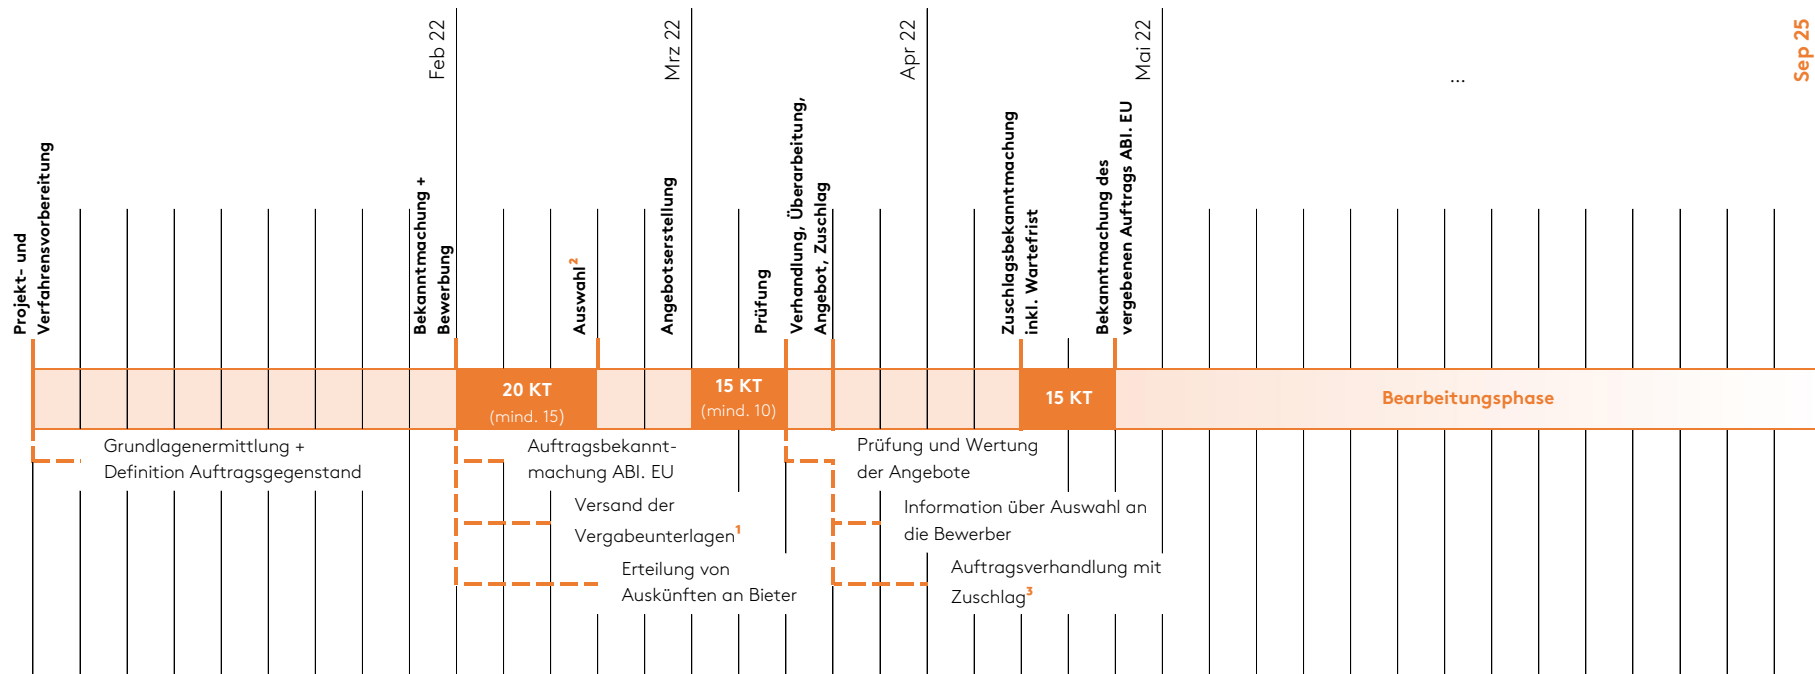 Feb 22
Mrz 22
Apr 22
Mai 22
...
Sep 25
Projekt- und
Verfahrensvorbereitung
Bekanntmachung +
Bewerbung
Auswahl²
Angebotserstellung
Prüfung
Verhandlung, Überarbeitung,
Angebot, Zuschlag
Zuschlagsbekanntmachung
inkl. Wartefrist
Bekanntmachung des
vergebenen Auftrags ABl. EU
20 KT
(mind. 15)
15 KT
(mind. 10)
15 KT
Bearbeitungsphase
Grundlagenermittlung +
Definition Auftragsgegenstand
Auftragsbekannt-
machung ABl. EU
Versand der
Vergabeunterlagen¹
Erteilung von
Auskünften an Bieter
Prüfung und Wertung
der Angebote
Information über Auswahl an
die Bewerber
Auftragsverhandlung mit
Zuschlag³